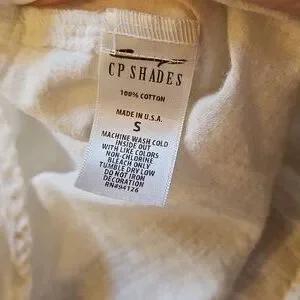 CP SHADES
100% COTTON
MADE IN U.S.A.
S
MACHINE WASH COLD
INSIDE OUT
WITH LIKE COLORS
NON-CHLORINE
BLEACH ONLY
TUMBLE DRY LOW
DO NOT IRON
DECORATION
RN#94126